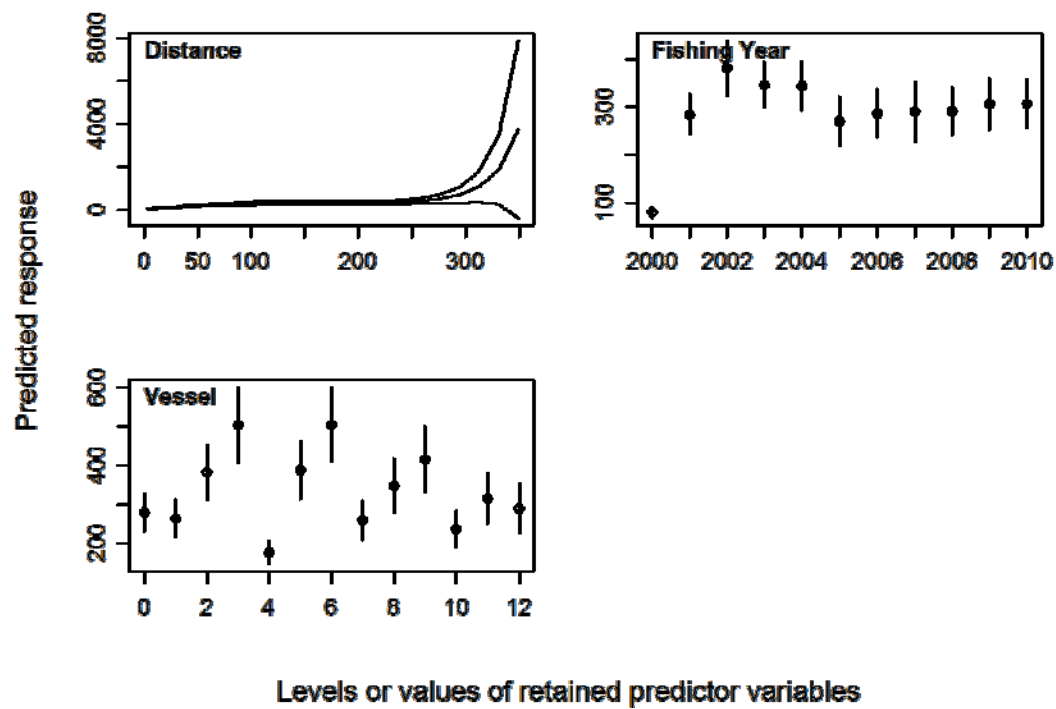 Distance
8000
4000
0
0 50 100 200 300
Fishing Year
300
100
2000 2002 2004 2006 2008 2010
Predicted response
Vessel
600
400
200
0 2 4 6 8 10 12
Levels or values of retained predictor variables